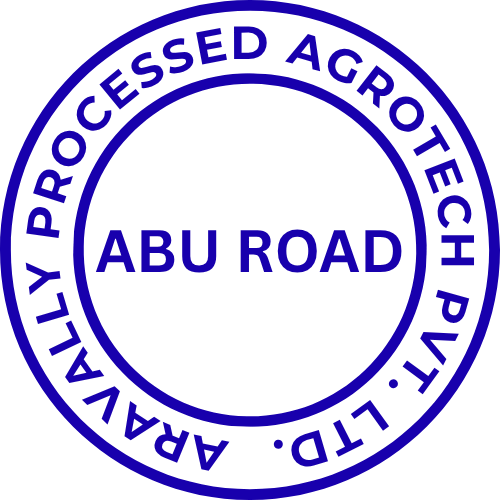 ARAVALLY PROCESSED AGROTECH PVT. LTD.
ABU ROAD